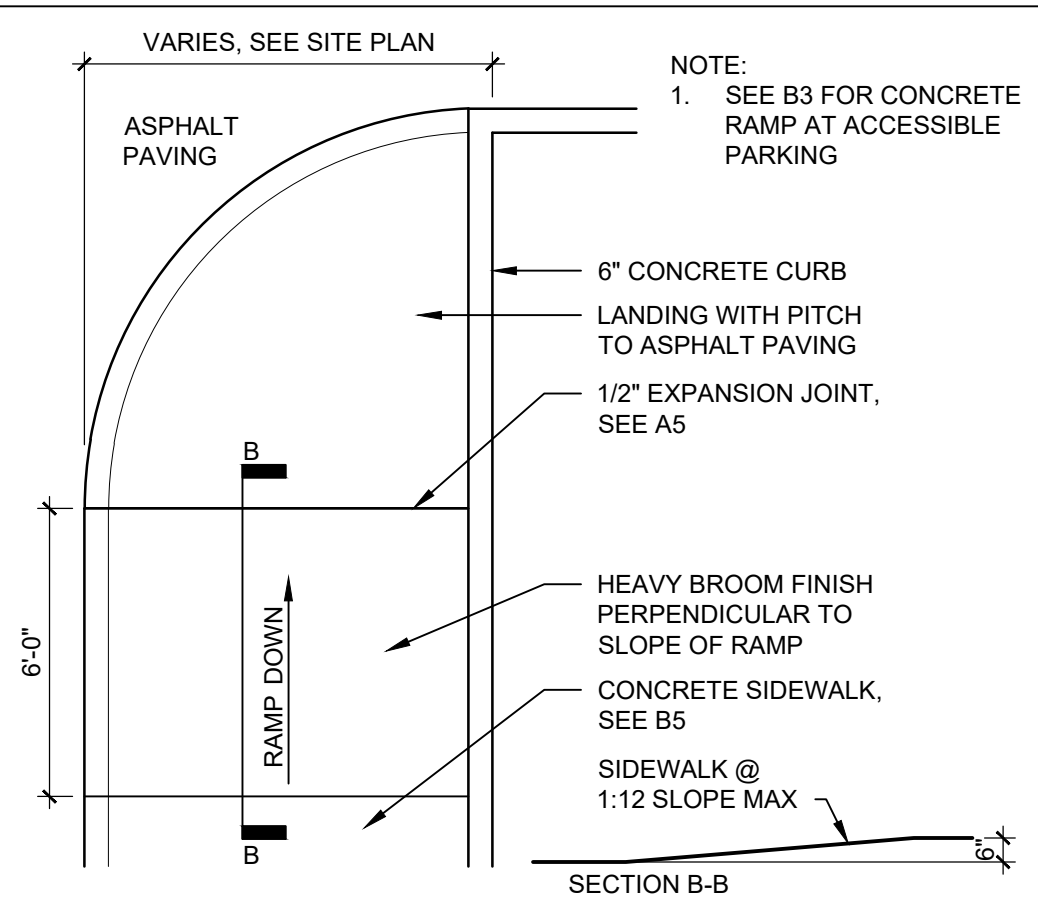 VARIES, SEE SITE PLAN
NOTE:
1. SEE B3 FOR CONCRETE
RAMP AT ACCESSIBLE
PARKING
ASPHALT
PAVING
6" CONCRETE CURB
LANDING WITH PITCH
TO ASPHALT PAVING
1/2" EXPANSION JOINT,
SEE A5
B
6'-0"
RAMP DOWN
HEAVY BROOM FINISH
PERPENDICULAR TO
SLOPE OF RAMP
CONCRETE SIDEWALK,
SEE B5
SIDEWALK @
1:12 SLOPE MAX
B
6"
SECTION B-B